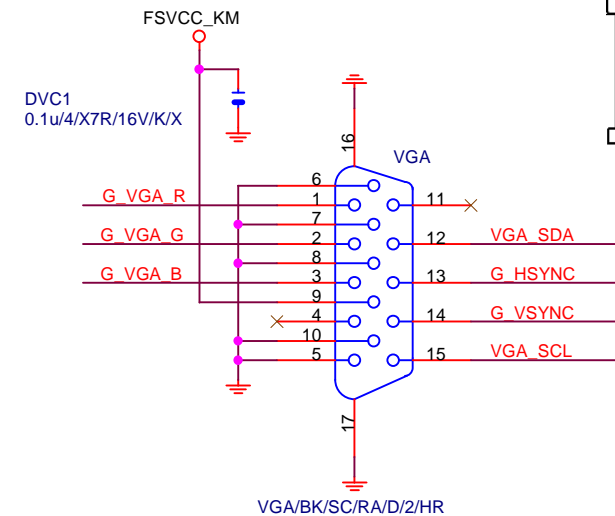 FSVCC_KM
DVC1
0.1u/4/X7R/16V/K/X
16
VGA
6
G_VGA_R
1
11
7
G_VGA_G
2
12
VGA_SDA
8
G_VGA_B
3
13
G_HSYNC
9
4
14
G_VSYNC
10
5
15
VGA_SCL
17
VGA/BK/SC/RA/D/2/HR